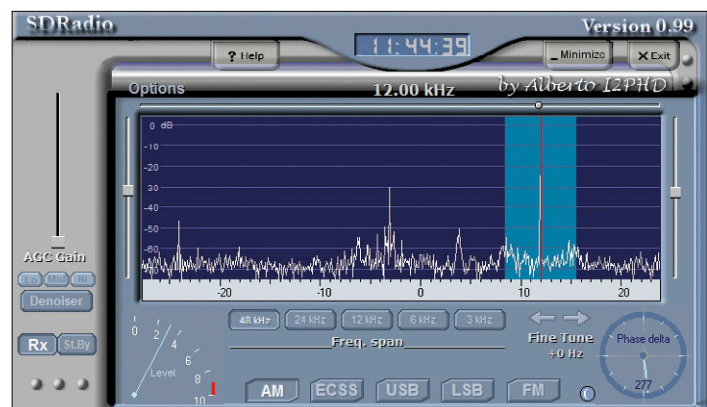 SDRadio
Version 0.99
11:44:39
? Help
Minimize
X Exit
Options
12.00 kHz
by Alberto I2PHD
0 dB
-10
-20
30
-40
-50
-60
-20
-10
0
10
20
AGC Gain
Lo Mid HI
Denoiser
Rx St.By
0
2
4
6
8
10
Level
48 kHz
24 kHz
12 kHz
6 kHz
3 kHz
Freq. span
Fine Tune
+0 Hz
Phase delta
277
AM
ECSS
USB
LSB
FM